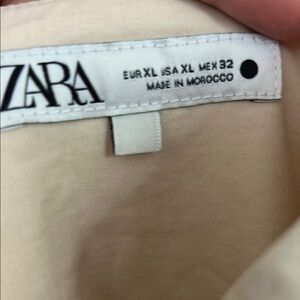 ZARA
EUR XL USA XL MEX 32
MADE IN MOROCCO